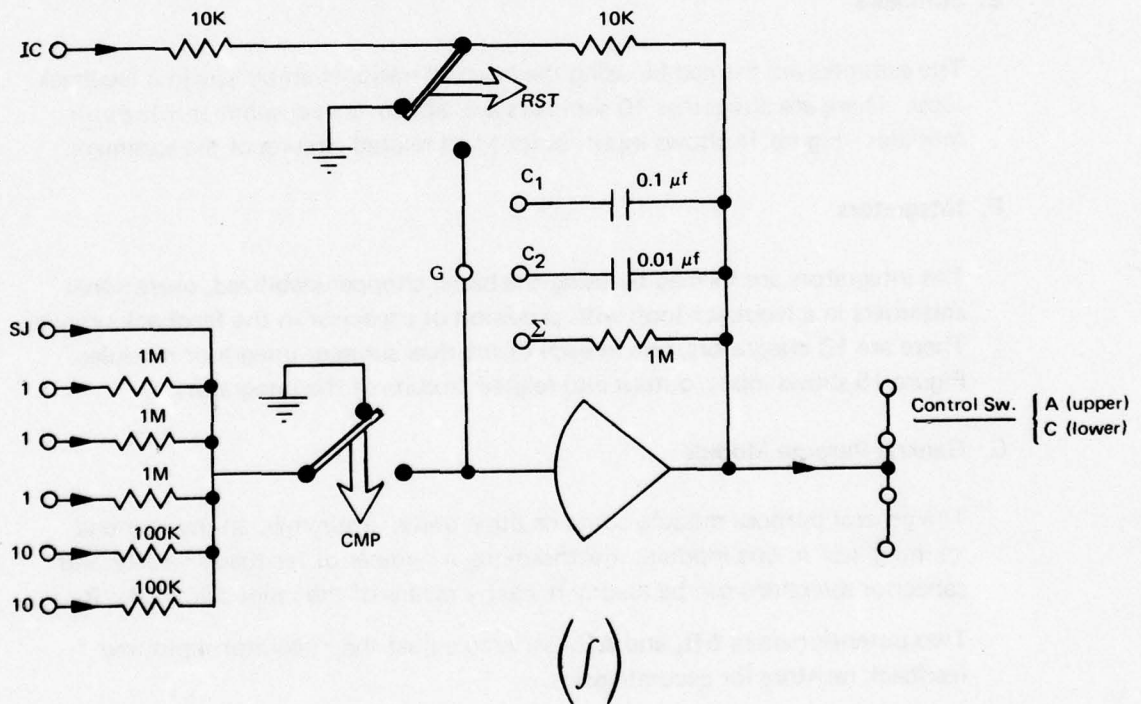 10K
10K
IC
RST
C1
0.1 μf
C2
0.01 μf
G
SJ
Σ
1M
1M
1
1M
1
1M
1
100K
10
100K
10
CMP
Control Sw. A (upper)
C (lower)
(∫)